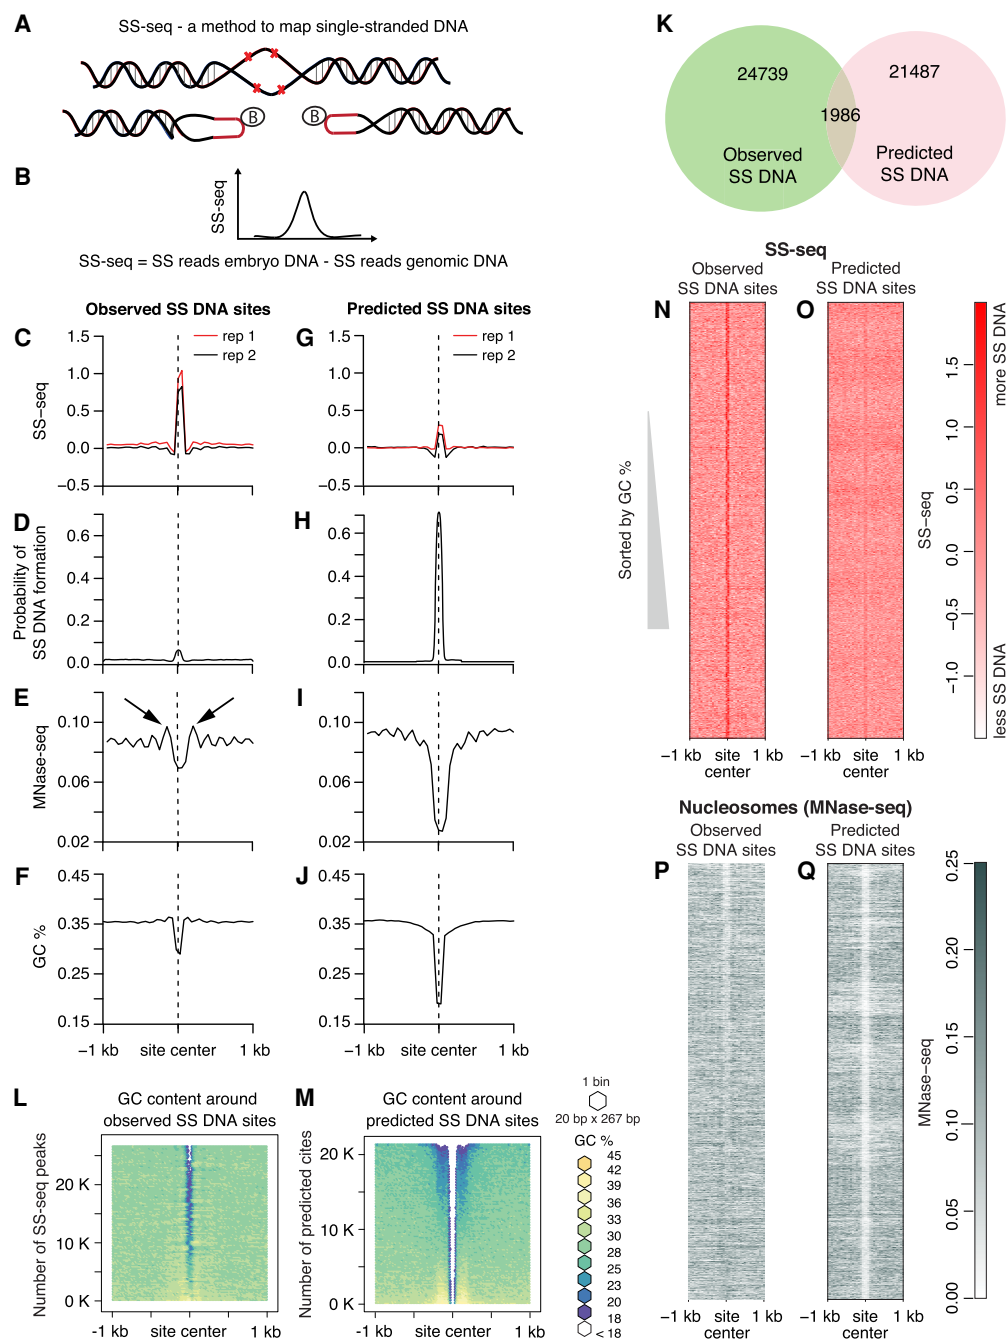 A
SS-seq - a method to map single-stranded DNA
B
B
B
SS-seq
SS-seq = SS reads embryo DNA - SS reads genomic DNA
Observed SS DNA sites
Predicted SS DNA sites
C
rep 1
rep 2
1.5
1.0
0.5
0.0
−0.5
SS−seq
G
rep 1
rep 2
1.5
1.0
0.5
0.0
−0.5
D
0.6
0.4
0.2
0.0
Probability of
SS DNA formation
H
0.6
0.4
0.2
0.0
E
0.10
0.06
0.02
MNase-seq
I
0.10
0.06
0.02
F
0.45
0.35
0.25
0.15
GC %
−1 kb site center 1 kb
J
0.45
0.35
0.25
0.15
−1 kb site center 1 kb
K
24739
1986
21487
Observed
SS DNA
Predicted
SS DNA
L
GC content around
observed SS DNA sites
Number of SS-seq peaks
20 K
10 K
0 K
-1 kb site center 1 kb
M
GC content around
predicted SS DNA sites
Number of predicted cites
20 K
10 K
0 K
-1 kb site center 1 kb
1 bin
20 bp x 267 bp
GC %
45
42
39
36
33
30
28
25
23
20
18
< 18
SS-seq
N
Observed
SS DNA sites
O
Predicted
SS DNA sites
Sorted by GC %
−1 kb site 1 kb
center
−1 kb site 1 kb
center
SS−seq
1.5
1.0
0.5
0.0
−0.5
−1.0
more SS DNA
less SS DNA
Nucleosomes (MNase-seq)
P
Observed
SS DNA sites
Q
Predicted
SS DNA sites
−1 kb site 1 kb
center
−1 kb site 1 kb
center
MNase−seq
0.25
0.20
0.15
0.10
0.05
0.00